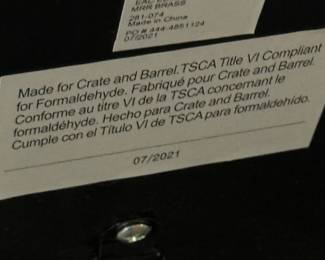 MRR BRASS
281-074
Made in China
PO # 444-4851124
07/2021
Made for Crate and Barrel. TSCA Title VI Compliant
for Formaldehyde. Fabriqué pour Crate and Barrel.
Conforme au titre VI de la TSCA concernant le
formaldéhyde. Hecho para Crate and Barrel.
Cumple con el Título VI de TSCA para formaldehído.
07/2021